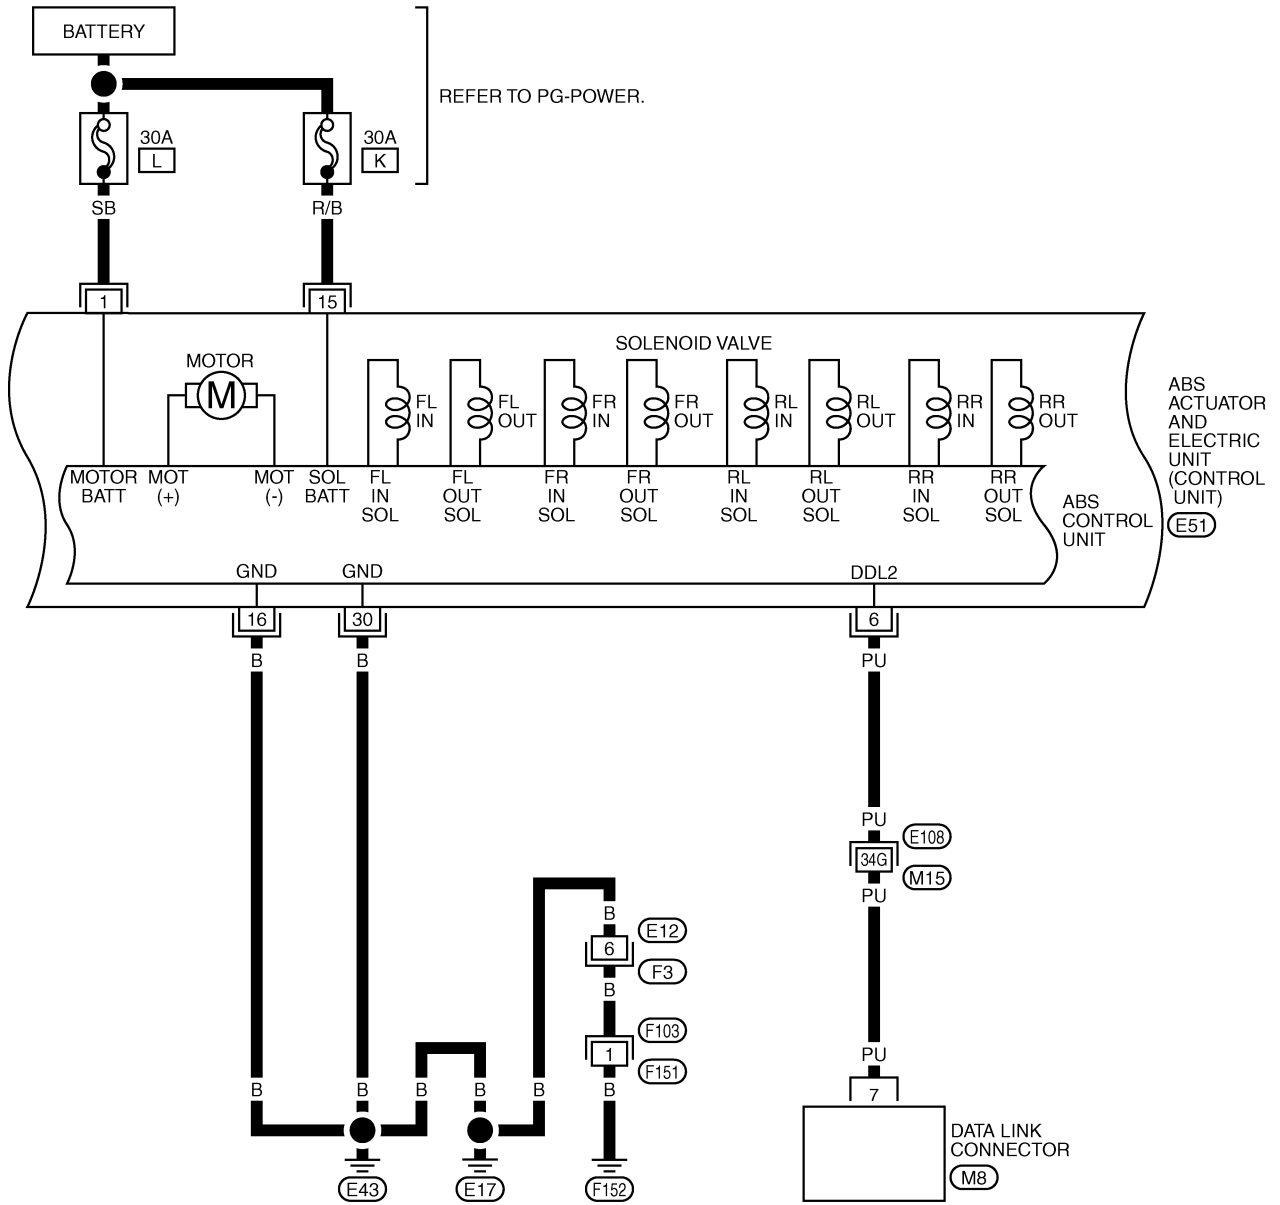 BATTERY
REFER TO PG-POWER.
30A
L
30A
K
SB
R/B
1
15
SOLENOID VALVE
MOTOR
M
FL
IN
FL
OUT
FR
IN
FR
OUT
RL
IN
RL
OUT
RR
IN
RR
OUT
ABS
ACTUATOR
AND
ELECTRIC
UNIT
(CONTROL
UNIT)
E51
MOTOR
BATT
MOT
(+)
MOT
(-)
SOL
BATT
FL
IN
SOL
FL
OUT
SOL
FR
IN
SOL
FR
OUT
SOL
RL
IN
SOL
RL
OUT
SOL
RR
IN
SOL
RR
OUT
SOL
ABS
CONTROL
UNIT
GND
GND
DDL2
16
30
6
B
B
PU
PU
E108
34G
M15
PU
B
E12
6
F3
B
F103
1
F151
PU
B
B
B
B
B
B
7
E43
E17
F152
DATA LINK
CONNECTOR
M8